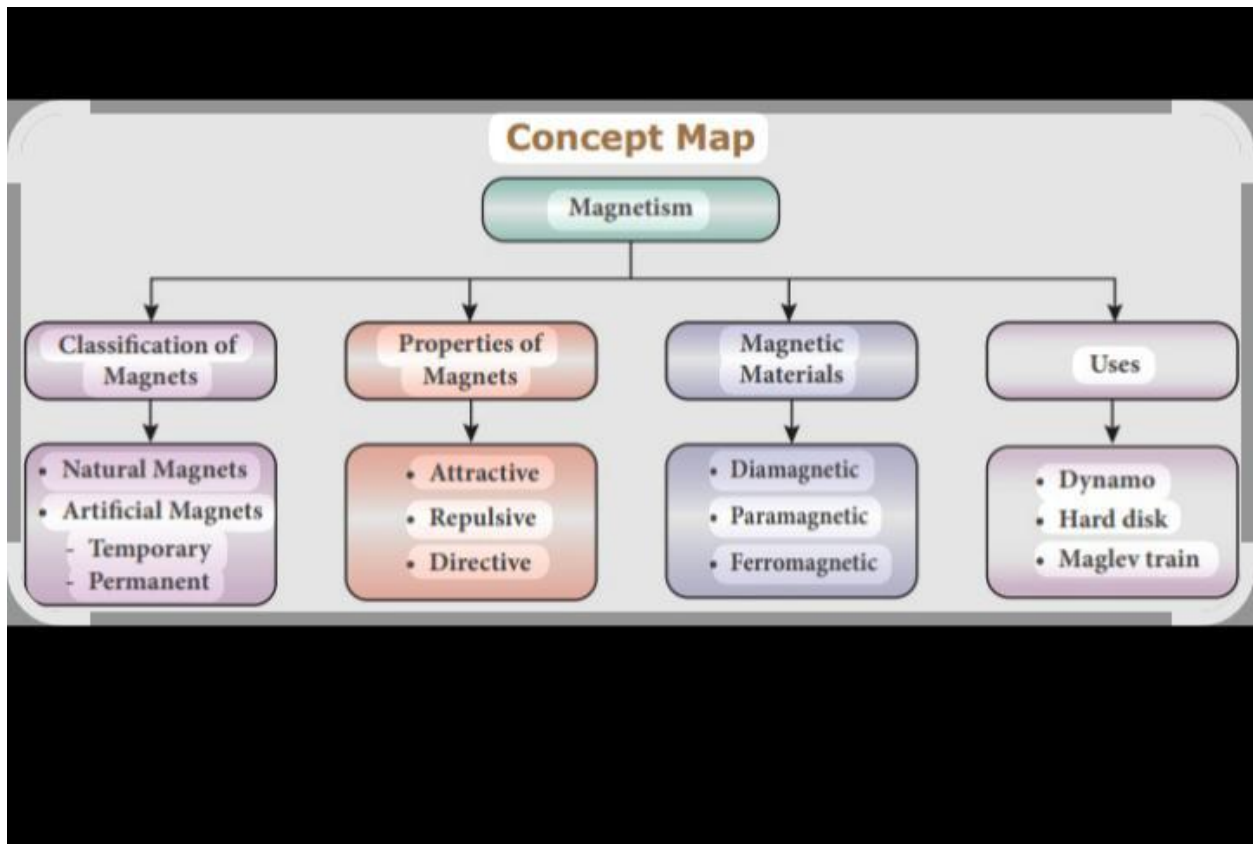 Concept Map
Magnetism
Classification of
Magnets
• Natural Magnets
• Artificial Magnets
- Temporary
- Permanent
Properties of
Magnets
• Attractive
• Repulsive
• Directive
Magnetic
Materials
• Diamagnetic
• Paramagnetic
• Ferromagnetic
Uses
• Dynamo
• Hard disk
• Maglev train